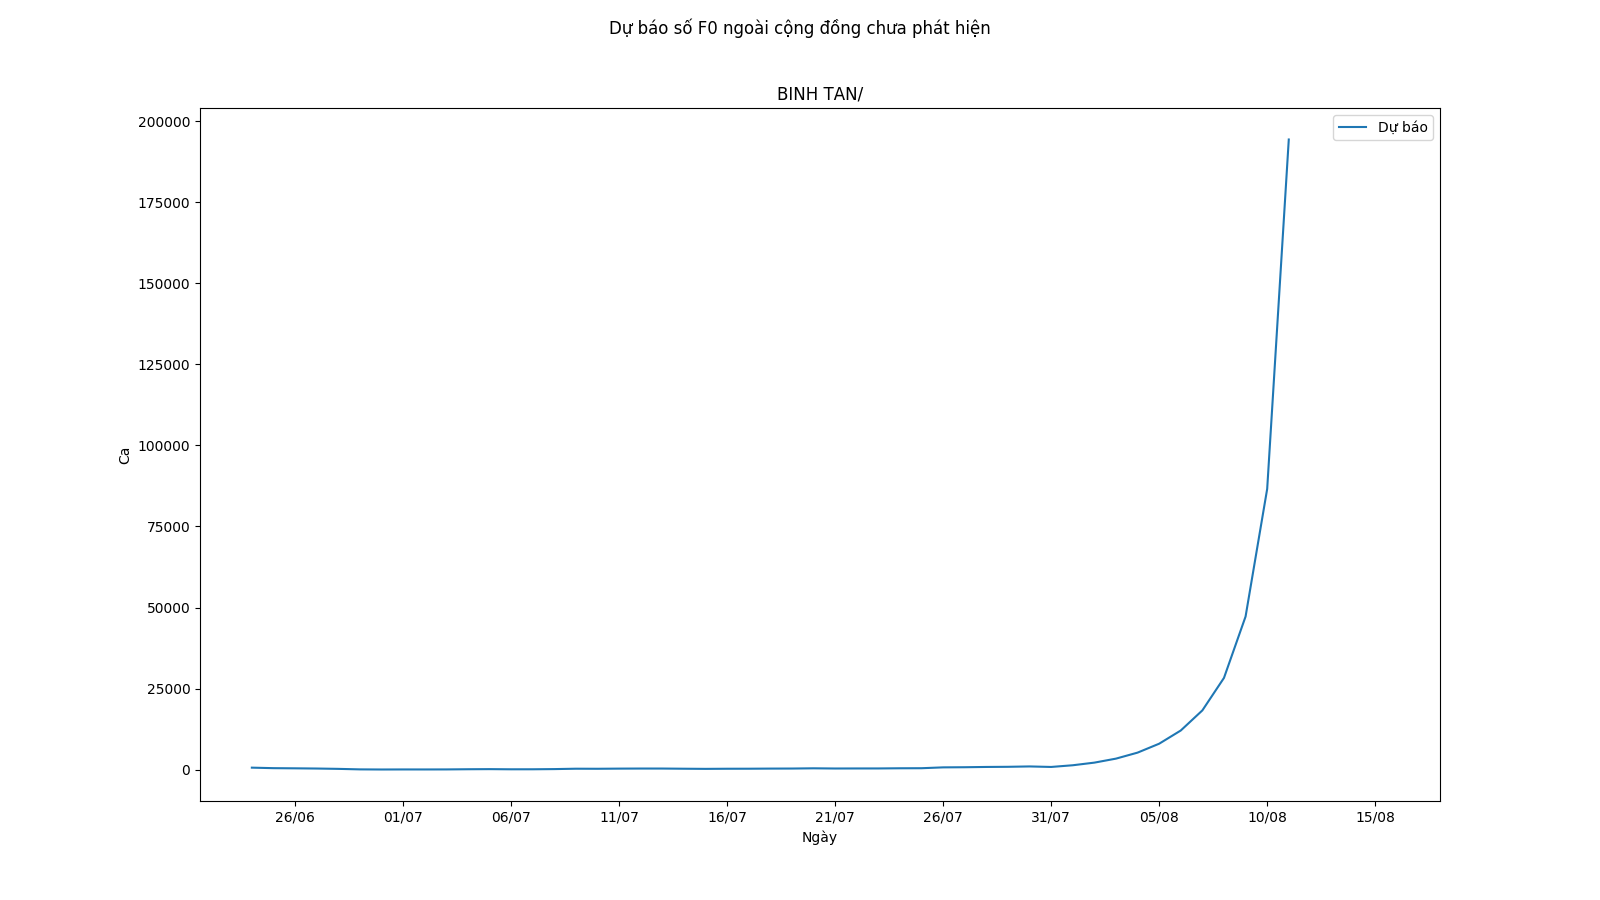 Dự báo số F0 ngoài cộng đồng chưa phát hiện
BINH TAN/
Dự báo
200000
175000
150000
125000
100000
75000
50000
25000
0
Ca
26/06 01/07 06/07 11/07 16/07 21/07 26/07 31/07 05/08 10/08 15/08
Ngày